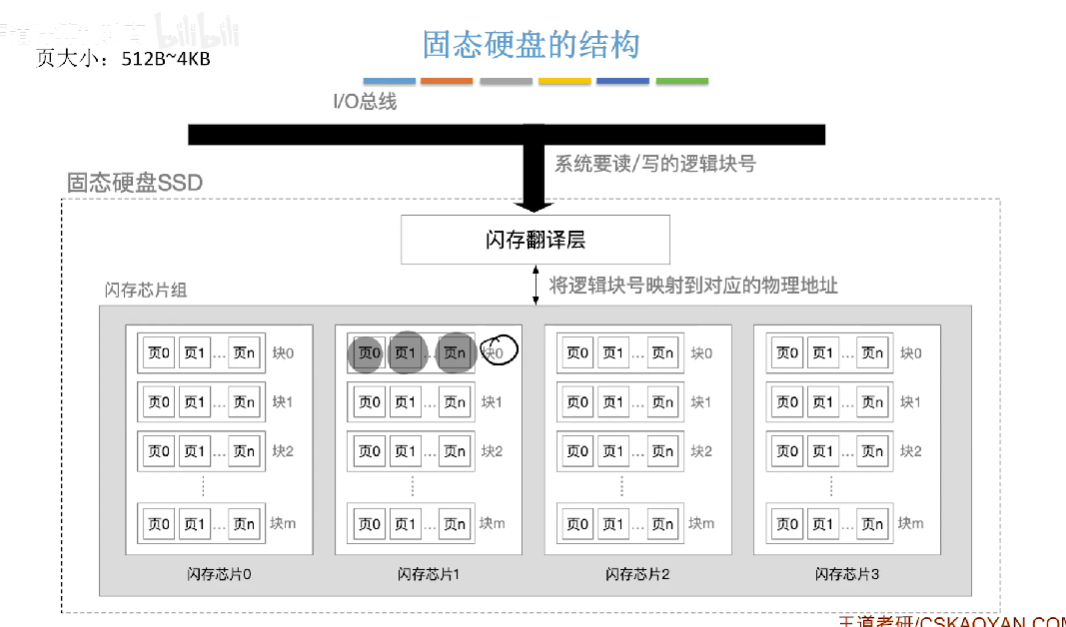 bilibili
固态硬盘的结构
页大小：512B~4KB
I/O总线
系统要读/写的逻辑块号
固态硬盘SSD
闪存翻译层
将逻辑块号映射到对应的物理地址
闪存芯片组
页0 页1 ... 页n 块0 页0 页1 ... 页n 块0 页0 页1 ... 页n 块0 页0 页1 ... 页n 块0
页0 页1 ... 页n 块1 页0 页1 ... 页n 块1 页0 页1 ... 页n 块1 页0 页1 ... 页n 块1
页0 页1 ... 页n 块2 页0 页1 ... 页n 块2 页0 页1 ... 页n 块2 页0 页1 ... 页n 块2
页0 页1 ... 页n 块m 页0 页1 ... 页n 块m 页0 页1 ... 页n 块m 页0 页1 ... 页n 块m
闪存芯片0 闪存芯片1 闪存芯片2 闪存芯片3
王道考研/CSKAOYAN.COM